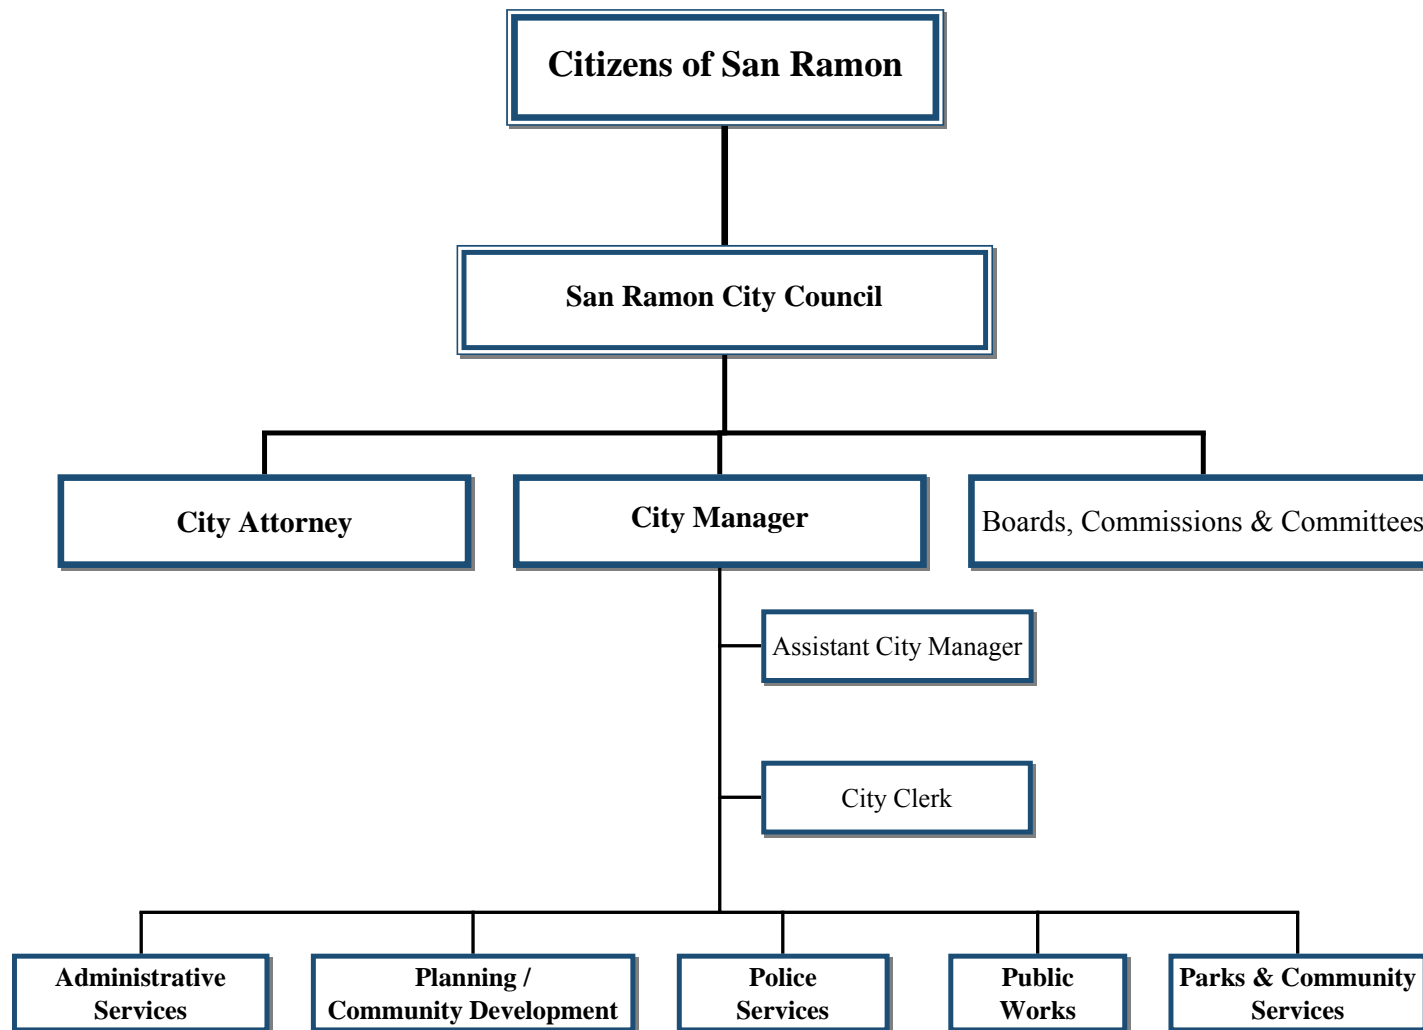 Citizens of San Ramon
San Ramon City Council
City Attorney
City Manager
Boards, Commissions & Committees
Assistant City Manager
City Clerk
Administrative
Services
Planning /
Community Development
Police
Services
Public
Works
Parks & Community
Services